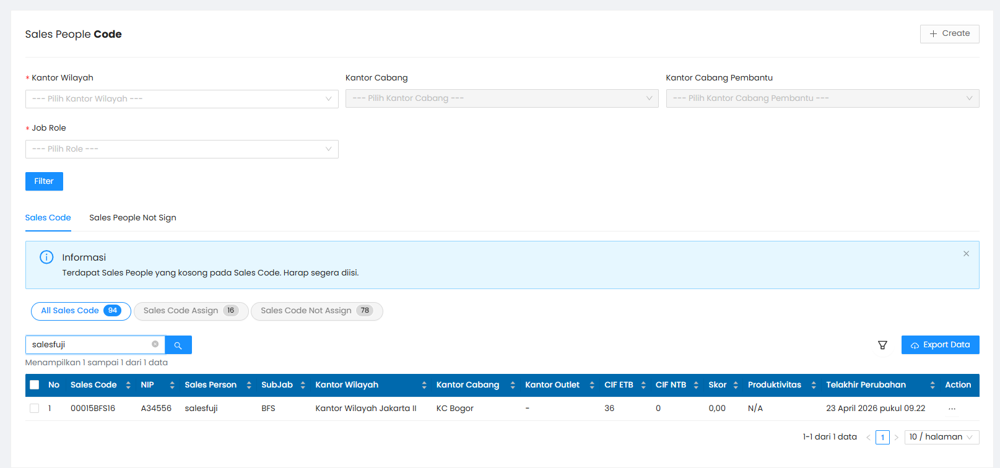 Sales People Code
+ Create
* Kantor Wilayah
Kantor Cabang
Kantor Cabang Pembantu
--- Pilih Kantor Wilayah ---
--- Pilih Kantor Cabang ---
--- Pilih Kantor Cabang Pembantu ---
* Job Role
--- Pilih Role ---
Filter
Sales Code
Sales People Not Sign
Informasi
Terdapat Sales People yang kosong pada Sales Code. Harap segera diisi.
All Sales Code 94
Sales Code Assign 16
Sales Code Not Assign 78
salesfuji
Export Data
Menampilkan 1 sampai 1 dari 1 data
No Sales Code NIP Sales Person SubJab Kantor Wilayah Kantor Cabang Kantor Outlet CIF ETB CIF NTB Skor Produktivitas Telakhir Perubahan Action
1 00015BFS16 A34556 salesfuji BFS Kantor Wilayah Jakarta II KC Bogor - 36 0 0,00 N/A 23 April 2026 pukul 09.22 ...
1-1 dari 1 data < 1 > 10 / halaman